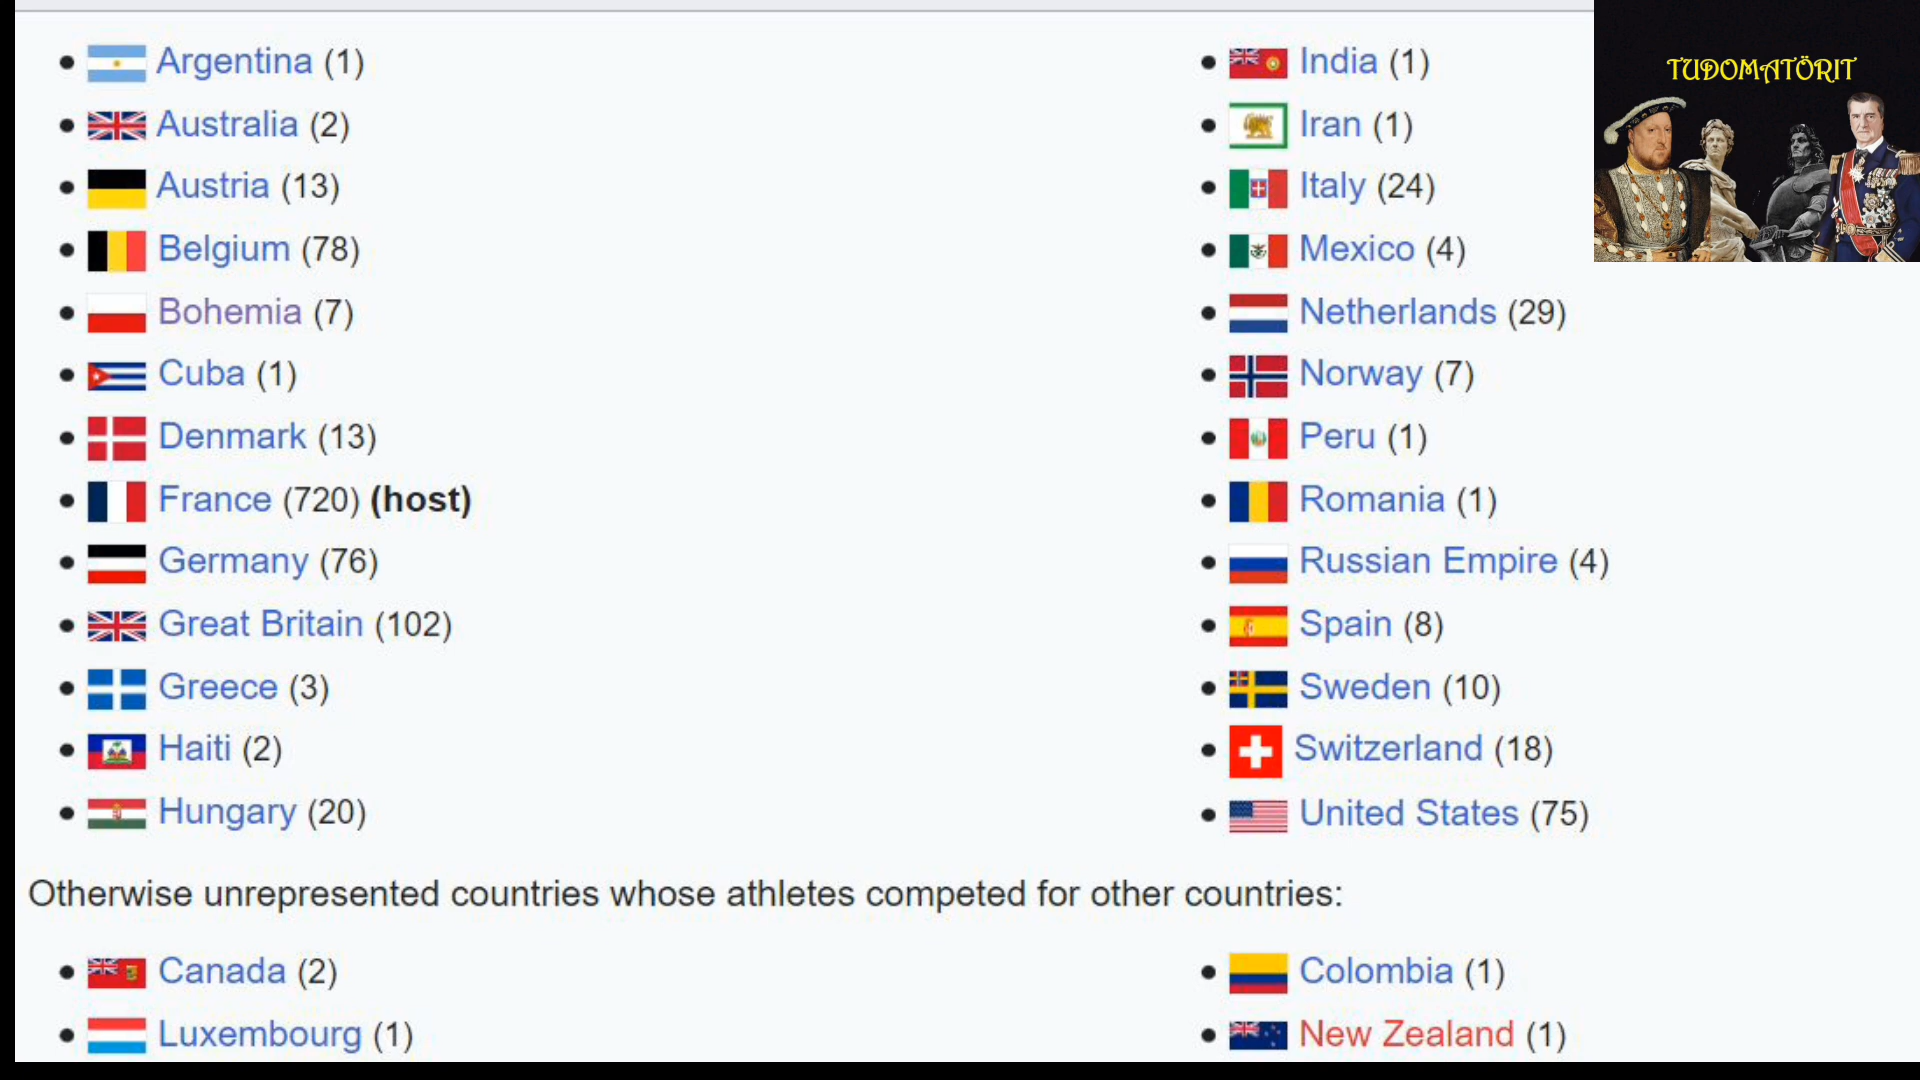 Argentina (1)
Australia (2)
Austria (13)
Belgium (78)
Bohemia (7)
Cuba (1)
Denmark (13)
France (720) (host)
Germany (76)
Great Britain (102)
Greece (3)
Haiti (2)
Hungary (20)
India (1)
Iran (1)
Italy (24)
Mexico (4)
Netherlands (29)
Norway (7)
Peru (1)
Romania (1)
Russian Empire (4)
Spain (8)
Sweden (10)
Switzerland (18)
United States (75)
TUDOMATÖRIT
Otherwise unrepresented countries whose athletes competed for other countries:
Canada (2)
Luxembourg (1)
Colombia (1)
New Zealand (1)